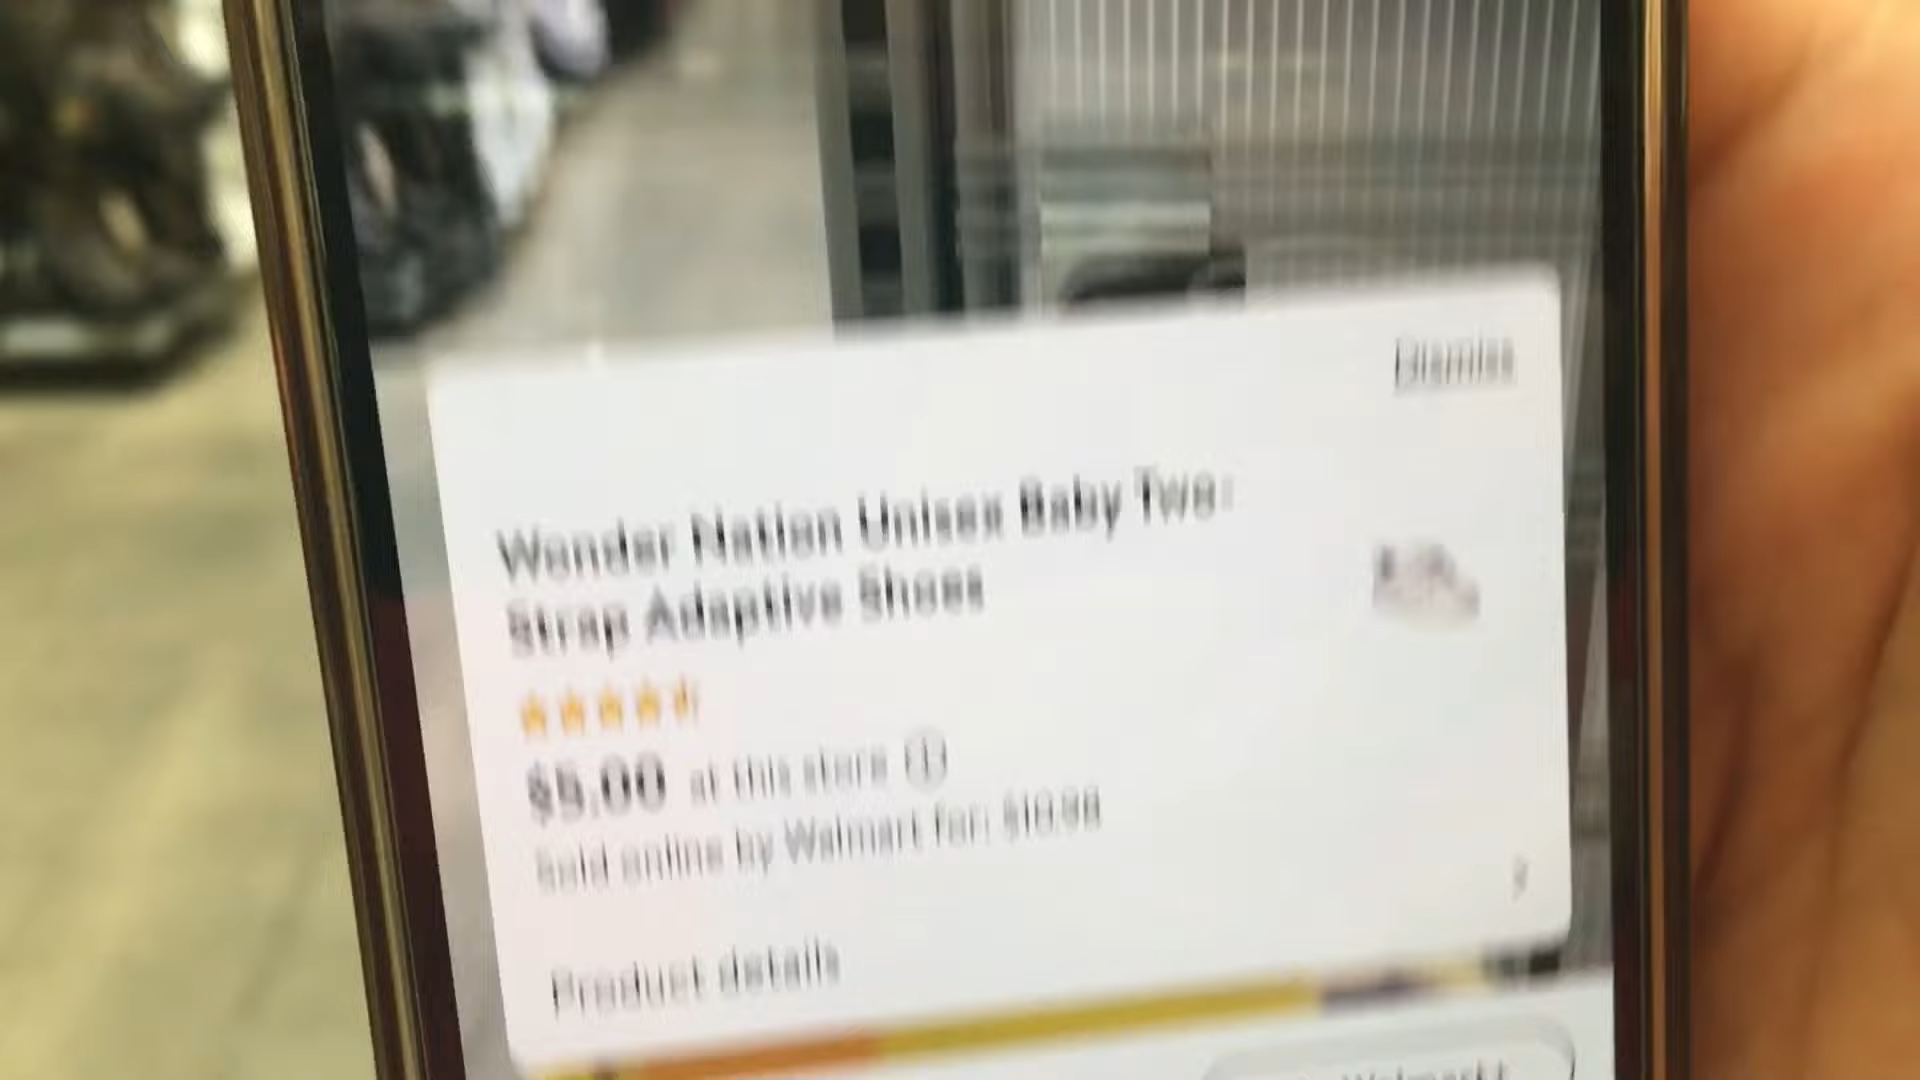 Dismiss
Wonder Nation Unisex Baby Two-
Strap Adaptive Shoes
$5.00 at this store
Sold online by Walmart for: $10.98
Product details